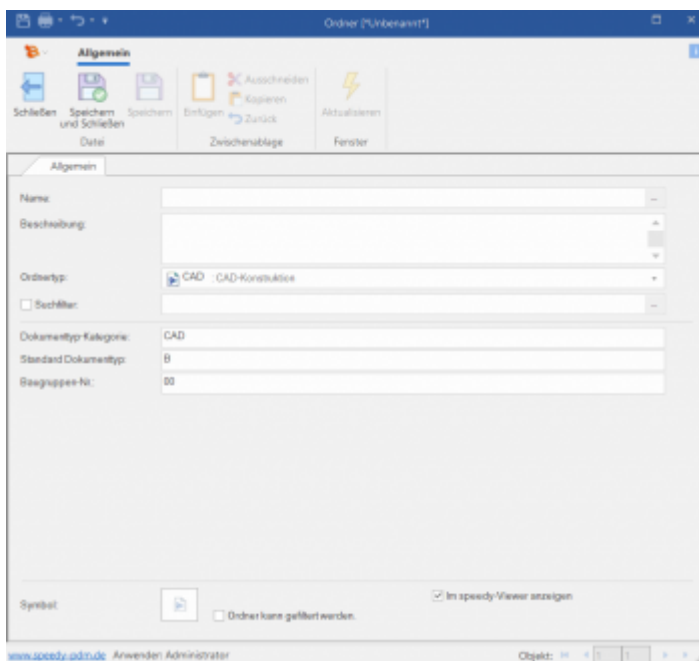 Ordner [*Unbenannt*]
Allgemein
Schließen
Speichern und Schließen
Speichern
Einfügen
Ausschneiden
Kopieren
Zurück
Aktualisieren
Datei
Zwischenablage
Fenster
Allgemein
Name:
Beschreibung:
Ordnertyp:
CAD : CAD-Konstruktion
Suchfilter:
Dokumenttyp-Kategorie:
CAD
Standard Dokumenttyp:
B
Baugruppen-Nr.:
00
Symbol:
Im speedy-Viewer anzeigen
Ordner kann gefiltert werden.
www.speedy-pdm.de Anwender: Administrator
Objekt: 1 1